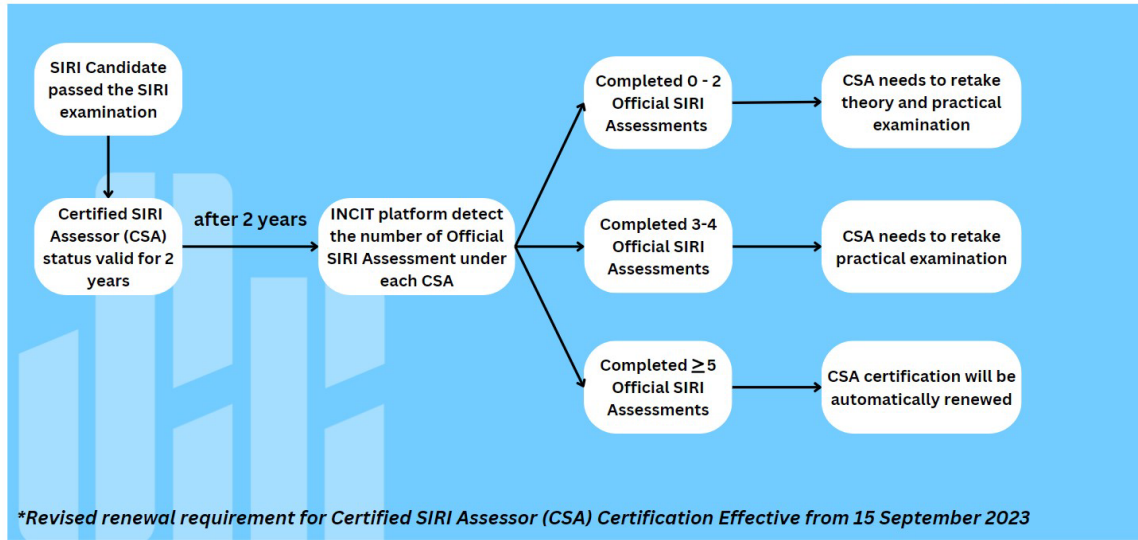 SIRI Candidate
passed the SIRI
examination
Certified SIRI
Assessor (CSA)
status valid for 2
years
after 2 years
INCIT platform detect
the number of Official
SIRI Assessment under
each CSA
Completed 0 - 2
Official SIRI
Assessments
CSA needs to retake
theory and practical
examination
Completed 3-4
Official SIRI
Assessments
CSA needs to retake
practical examination
Completed ≥5
Official SIRI
Assessments
CSA certification will be
automatically renewed
*Revised renewal requirement for Certified SIRI Assessor (CSA) Certification Effective from 15 September 2023